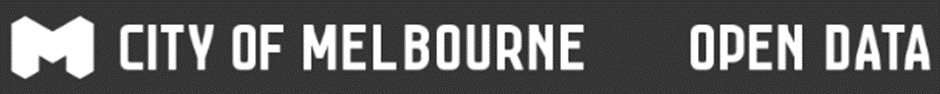 CITY OF MELBOURNE OPEN DATA